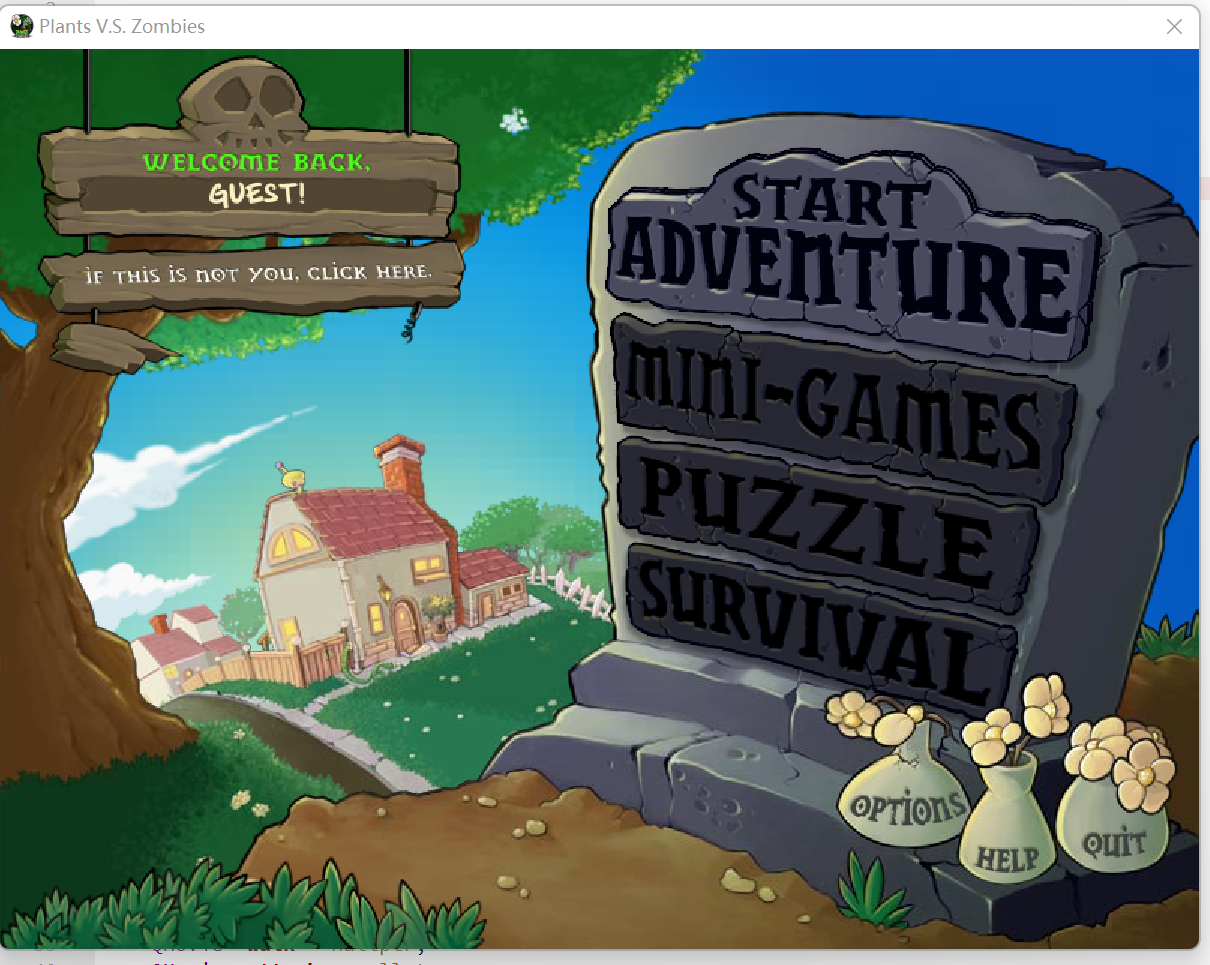 Plants V.S. Zombies
WELCOME BACK,
GUEST!
IF THIS IS NOT YOU, CLICK HERE.
START
ADVENTURE
MINI-GAMES
PUZZLE
SURVIVAL
OPTIONS
HELP
QUIT